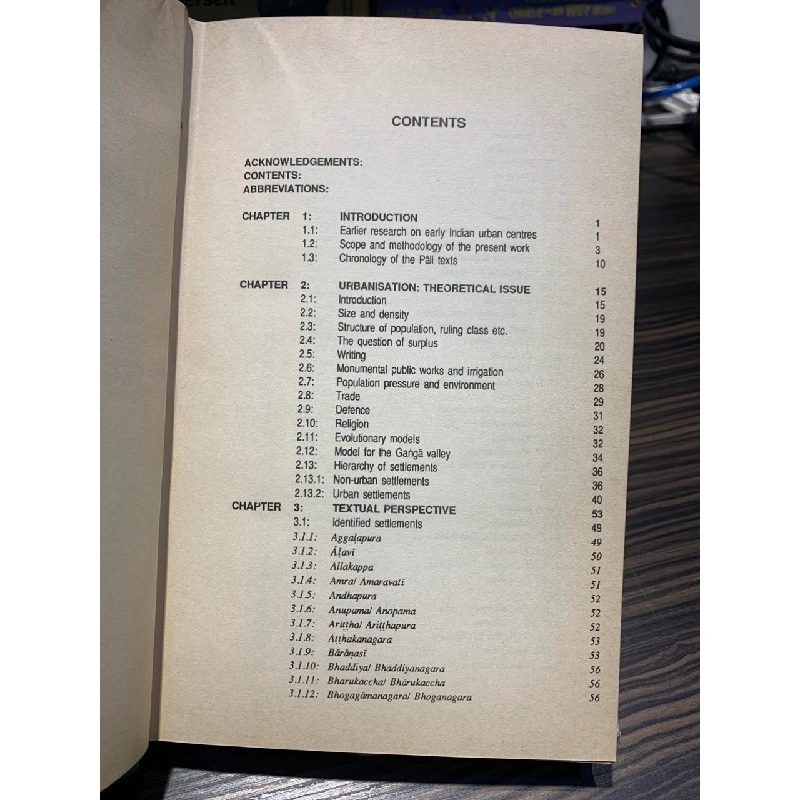 CONTENTS
ACKNOWLEDGEMENTS:
CONTENTS:
ABBREVIATIONS:
CHAPTER 1: INTRODUCTION 1
1.1: Earlier research on early Indian urban centres 1
1.2: Scope and methodology of the present work 3
1.3: Chronology of the Pāli texts 10
CHAPTER 2: URBANISATION: THEORETICAL ISSUE 15
2.1: Introduction 15
2.2: Size and density 19
2.3: Structure of population, ruling class etc. 19
2.4: The question of surplus 20
2.5: Writing 24
2.6: Monumental public works and irrigation 26
2.7: Population pressure and environment 28
2.8: Trade 29
2.9: Defence 31
2.10: Religion 32
2.11: Evolutionary models 32
2.12: Model for the Gaṅgā valley 34
2.13: Hierarchy of settlements 36
2.13.1: Non-urban settlements 36
2.13.2: Urban settlements 40
CHAPTER 3: TEXTUAL PERSPECTIVE 53
3.1: Identified settlements 49
3.1.1: Aggaḷapura 49
3.1.2: Āḷavī 50
3.1.3: Allakappa 51
3.1.4: Amra/ Amaravatī 51
3.1.5: Andhapura 52
3.1.6: Anupuma/ Anopama 52
3.1.7: Ariṭṭha/ Ariṭṭhapura 52
3.1.8: Aṭṭhakanagara 53
3.1.9: Bārāṇasī 53
3.1.10: Bhaddiya/ Bhaddiyanagara 56
3.1.11: Bharukaccha/ Bhārukaccha 56
3.1.12: Bhogagāmanagara/ Bhoganagara 56